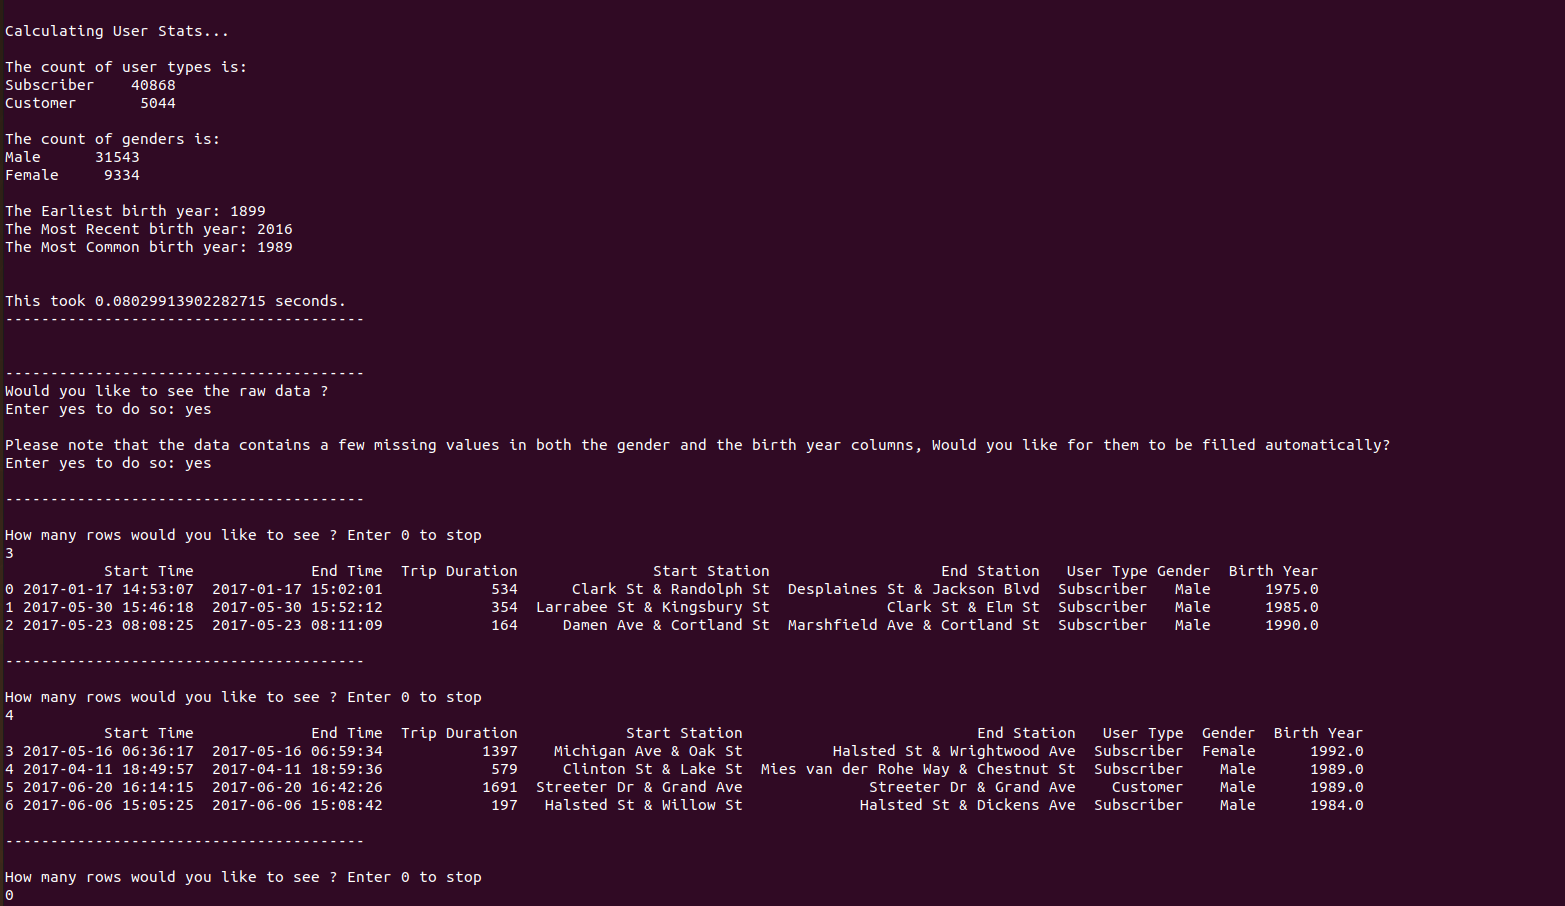 Calculating User Stats...
The count of user types is:
Subscriber    40868
Customer       5044
The count of genders is:
Male      31543
Female     9334
The Earliest birth year: 1899
The Most Recent birth year: 2016
The Most Common birth year: 1989
This took 0.08029913902282715 seconds.
----------------------------------------
----------------------------------------
Would you like to see the raw data ?
Enter yes to do so: yes
Please note that the data contains a few missing values in both the gender and the birth year columns, Would you like for them to be filled automatically?
Enter yes to do so: yes
----------------------------------------
How many rows would you like to see ? Enter 0 to stop
3
           Start Time             End Time  Trip Duration               Start Station                   End Station   User Type Gender  Birth Year
0 2017-01-17 14:53:07  2017-01-17 15:02:01            534      Clark St & Randolph St  Desplaines St & Jackson Blvd  Subscriber   Male      1975.0
1 2017-05-30 15:46:18  2017-05-30 15:52:12            354  Larrabee St & Kingsbury St             Clark St & Elm St  Subscriber   Male      1985.0
2 2017-05-23 08:08:25  2017-05-23 08:11:09            164     Damen Ave & Cortland St  Marshfield Ave & Cortland St  Subscriber   Male      1990.0
----------------------------------------
How many rows would you like to see ? Enter 0 to stop
4
           Start Time             End Time  Trip Duration            Start Station                          End Station   User Type  Gender  Birth Year
3 2017-05-16 06:36:17  2017-05-16 06:59:34           1397    Michigan Ave & Oak St          Halsted St & Wrightwood Ave  Subscriber  Female      1992.0
4 2017-04-11 18:49:57  2017-04-11 18:59:36            579     Clinton St & Lake St  Mies van der Rohe Way & Chestnut St  Subscriber    Male      1989.0
5 2017-06-20 16:14:15  2017-06-20 16:42:26           1691  Streeter Dr & Grand Ave              Streeter Dr & Grand Ave    Customer    Male      1989.0
6 2017-06-06 15:05:25  2017-06-06 15:08:42            197   Halsted St & Willow St             Halsted St & Dickens Ave  Subscriber    Male      1984.0
----------------------------------------
How many rows would you like to see ? Enter 0 to stop
0